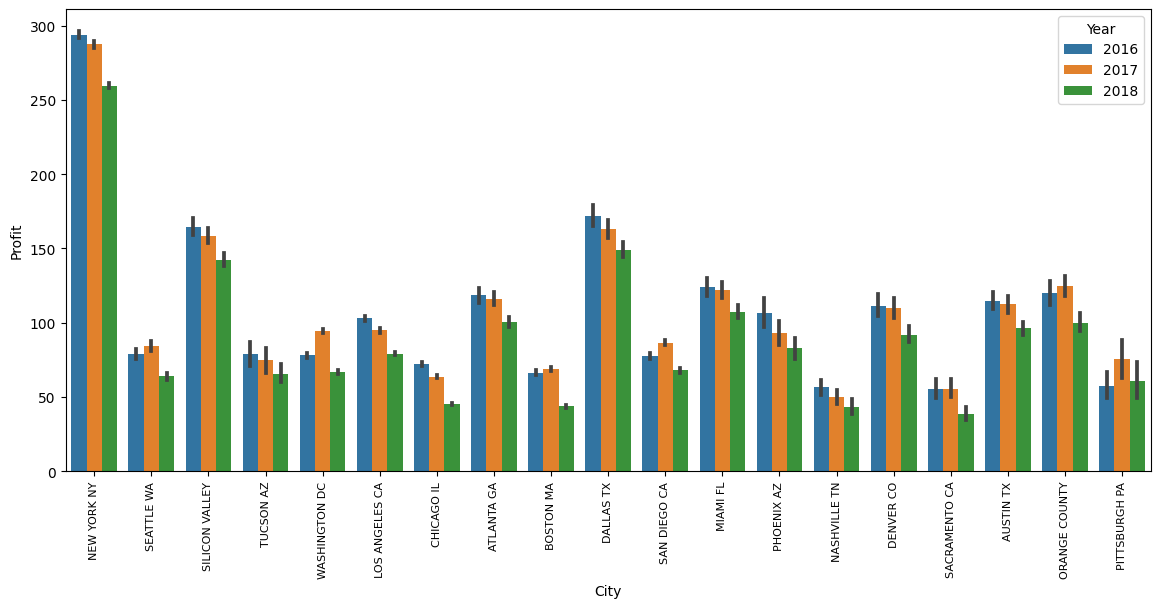 Year
2016
2017
2018
Profit
300
250
200
150
100
50
0
NEW YORK NY
SEATTLE WA
SILICON VALLEY
TUCSON AZ
WASHINGTON DC
LOS ANGELES CA
CHICAGO IL
ATLANTA GA
BOSTON MA
DALLAS TX
SAN DIEGO CA
MIAMI FL
PHOENIX AZ
NASHVILLE TN
DENVER CO
SACRAMENTO CA
AUSTIN TX
ORANGE COUNTY
PITTSBURGH PA
City